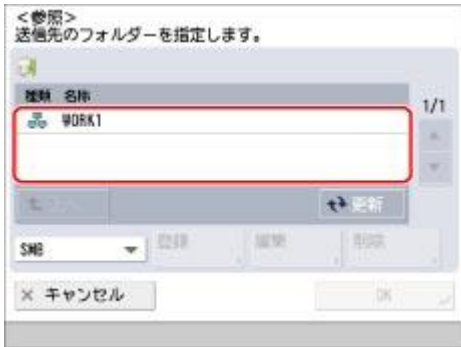 <参照>
送信先のフォルダーを指定します。
種類 名称
1/1
WORK1
更新
SMB
登録
編集
削除
× キャンセル
OK